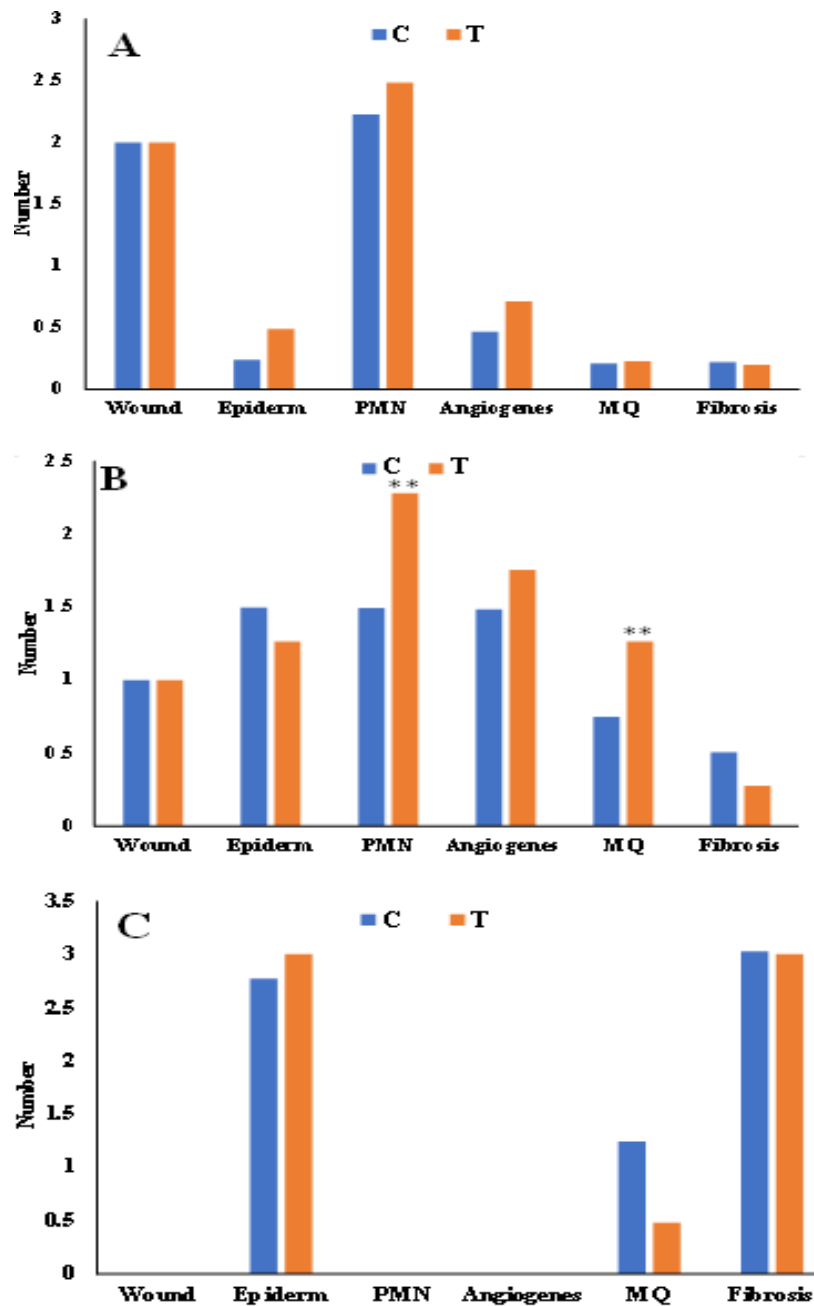 A
C T
3
2.5
2
1.5
1
0.5
0
Number
Wound Epiderm PMN Angiogenes MQ Fibrosis
B
C T
2.5
2
1.5
1
0.5
0
Number
**
**
Wound Epiderm PMN Angiogenes MQ Fibrosis
C
C T
3.5
3
2.5
2
1.5
1
0.5
0
Number
Wound Epiderm PMN Angiogenes MQ Fibrosis